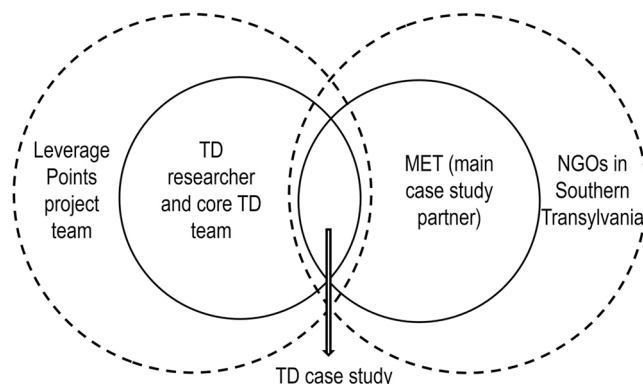 Leverage
Points
project
team
TD
researcher
and core TD
team
MET (main
case study
partner)
NGOs in
Southern
Transylvania
TD case study